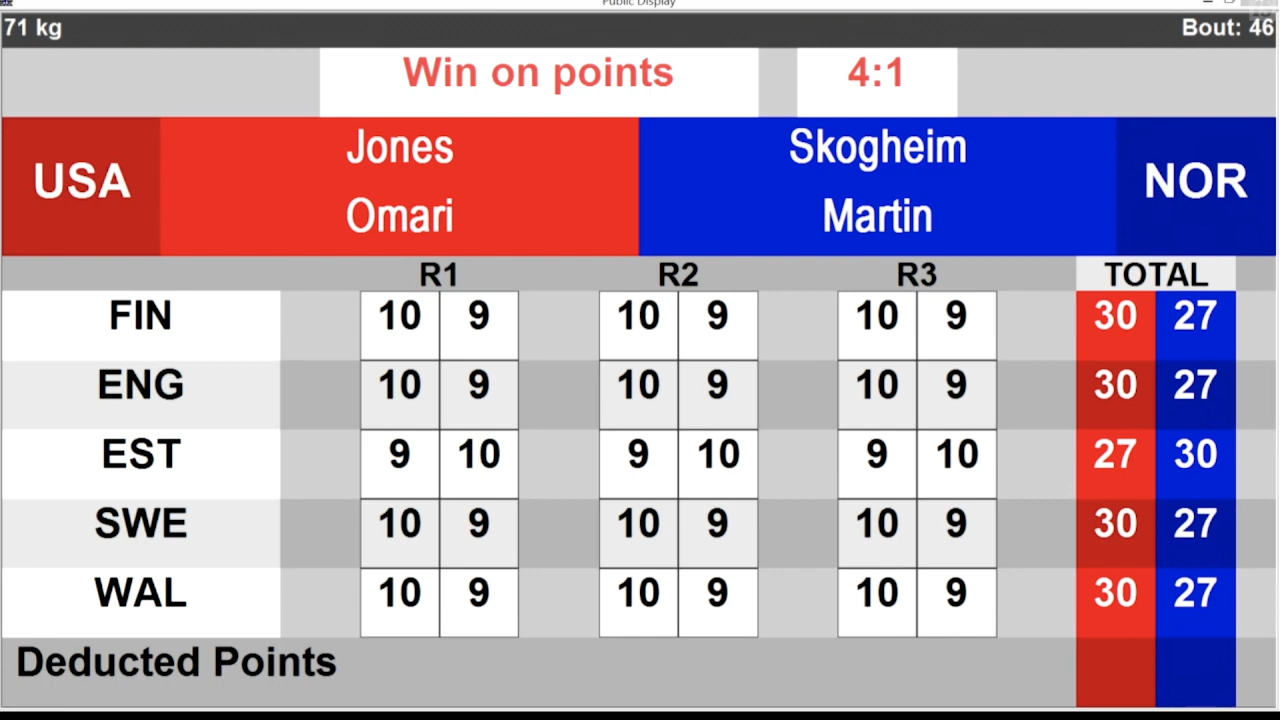 Public Display
71 kg Bout: 46
Win on points 4:1
USA Jones Omari Skogheim Martin NOR
R1 R2 R3 TOTAL
FIN 10 9 10 9 10 9 30 27
ENG 10 9 10 9 10 9 30 27
EST 9 10 9 10 9 10 27 30
SWE 10 9 10 9 10 9 30 27
WAL 10 9 10 9 10 9 30 27
Deducted Points